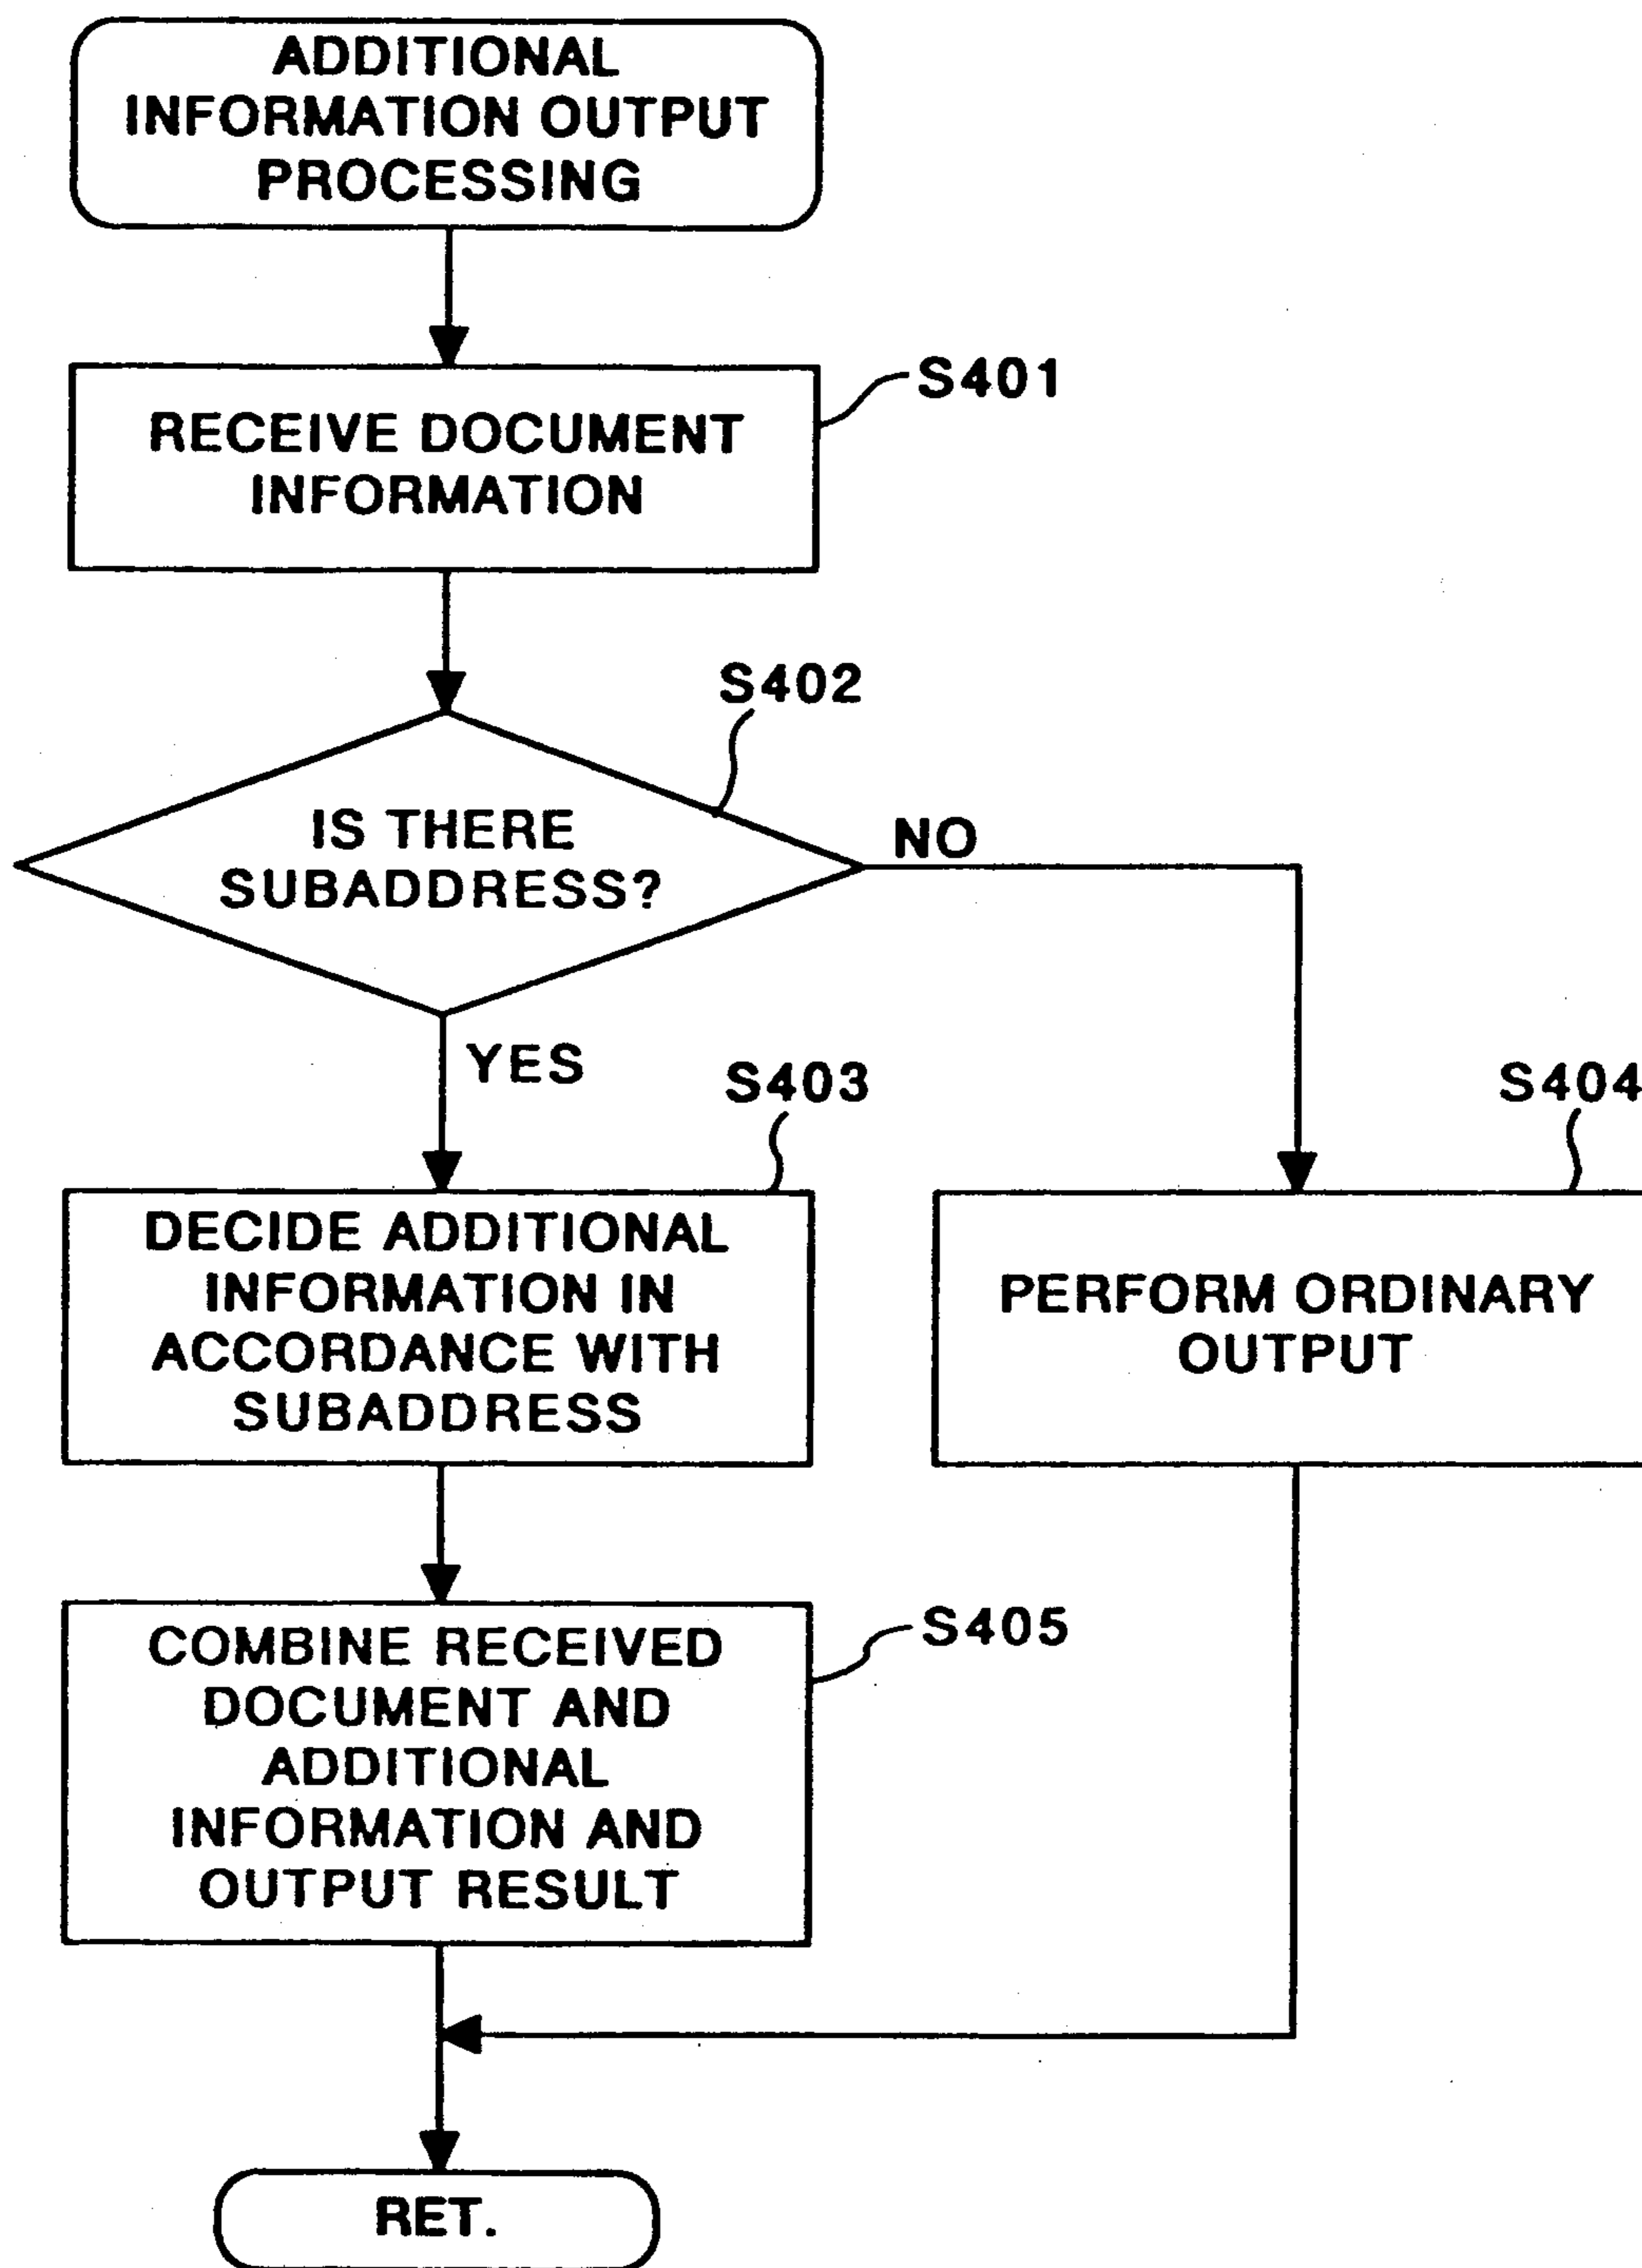 ADDITIONAL
INFORMATION OUTPUT
PROCESSING
S401
RECEIVE DOCUMENT
INFORMATION
S402
IS THERE
SUBADDRESS?
NO
YES
S403
S404
DECIDE ADDITIONAL
INFORMATION IN
ACCORDANCE WITH
SUBADDRESS
PERFORM ORDINARY
OUTPUT
S405
COMBINE RECEIVED
DOCUMENT AND
ADDITIONAL
INFORMATION AND
OUTPUT RESULT
RET.